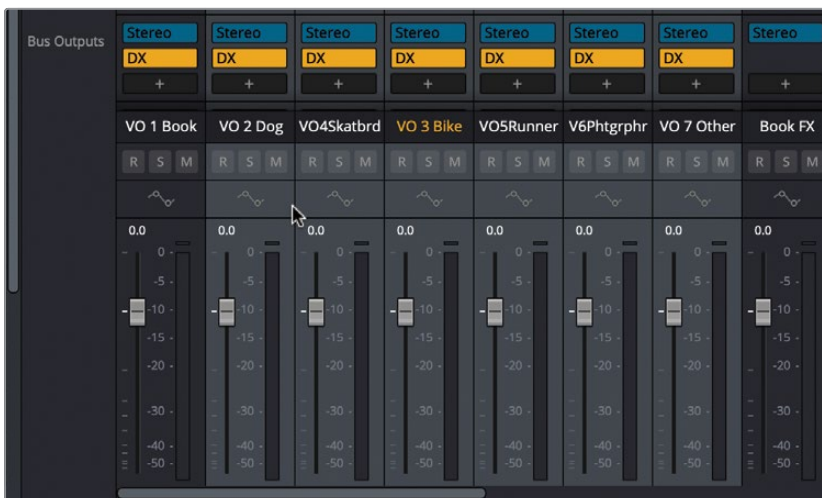 Bus Outputs
Stereo Stereo Stereo Stereo Stereo Stereo Stereo Stereo
DX DX DX DX DX DX DX
+ + + + + + + +
VO 1 Book VO 2 Dog VO4Skatbrd VO 3 Bike VO5Runner V6Phtgrphr VO 7 Other Book FX
R S M R S M R S M R S M R S M R S M R S M R S M
0.0 0.0 0.0 0.0 0.0 0.0 0.0 0.0
0 0 0 0 0 0 0 0
-5 -5 -5 -5 -5 -5 -5 -5
-10 -10 -10 -10 -10 -10 -10 -10
-15 -15 -15 -15 -15 -15 -15 -15
-20 -20 -20 -20 -20 -20 -20 -20
-30 -30 -30 -30 -30 -30 -30 -30
-40 -40 -40 -40 -40 -40 -40 -40
-50 -50 -50 -50 -50 -50 -50 -50